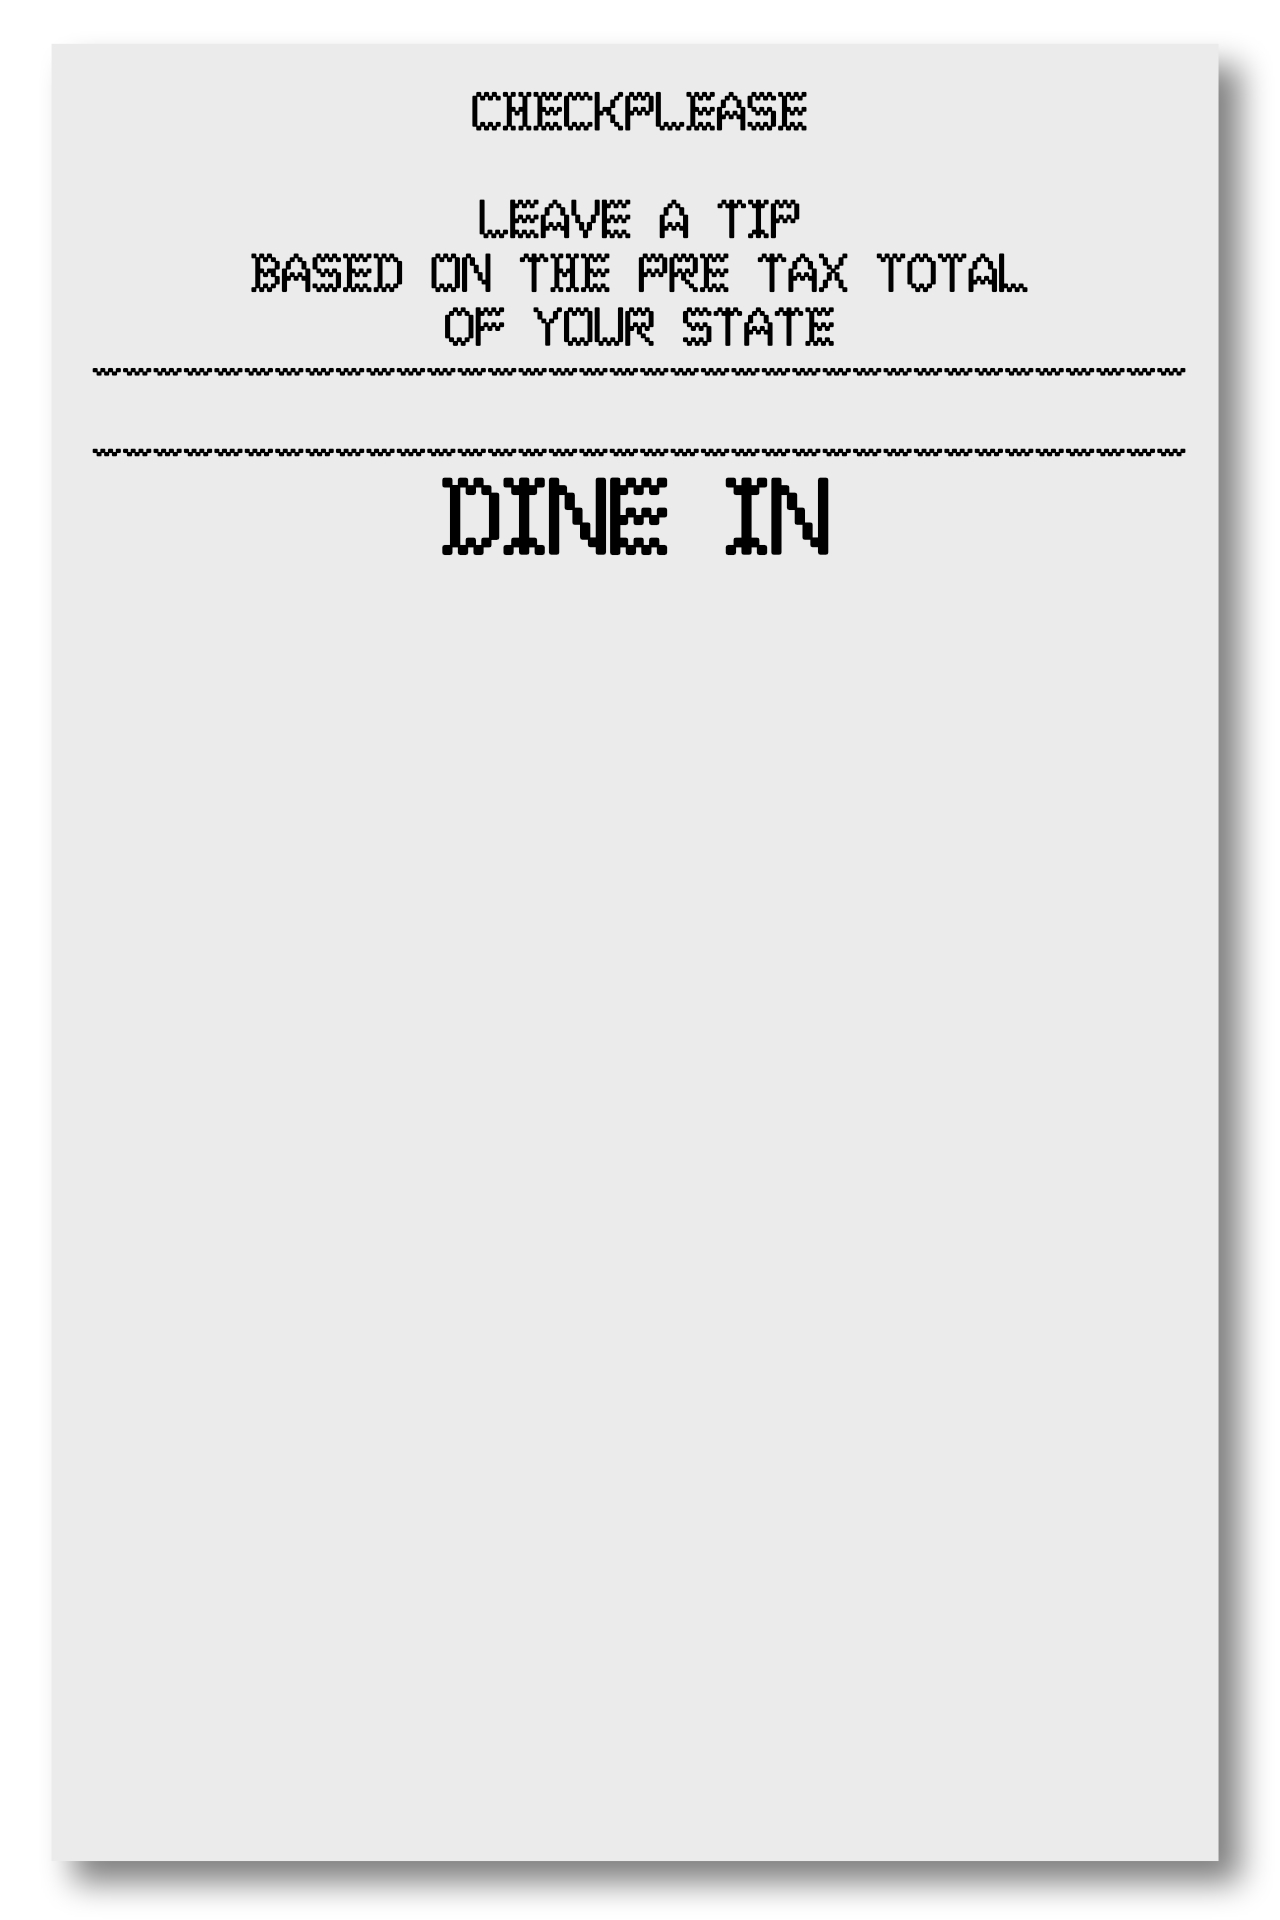 CHECKPLEASE
LEAVE A TIP
BASED ON THE PRE TAX TOTAL
OF YOUR STATE
DINE IN